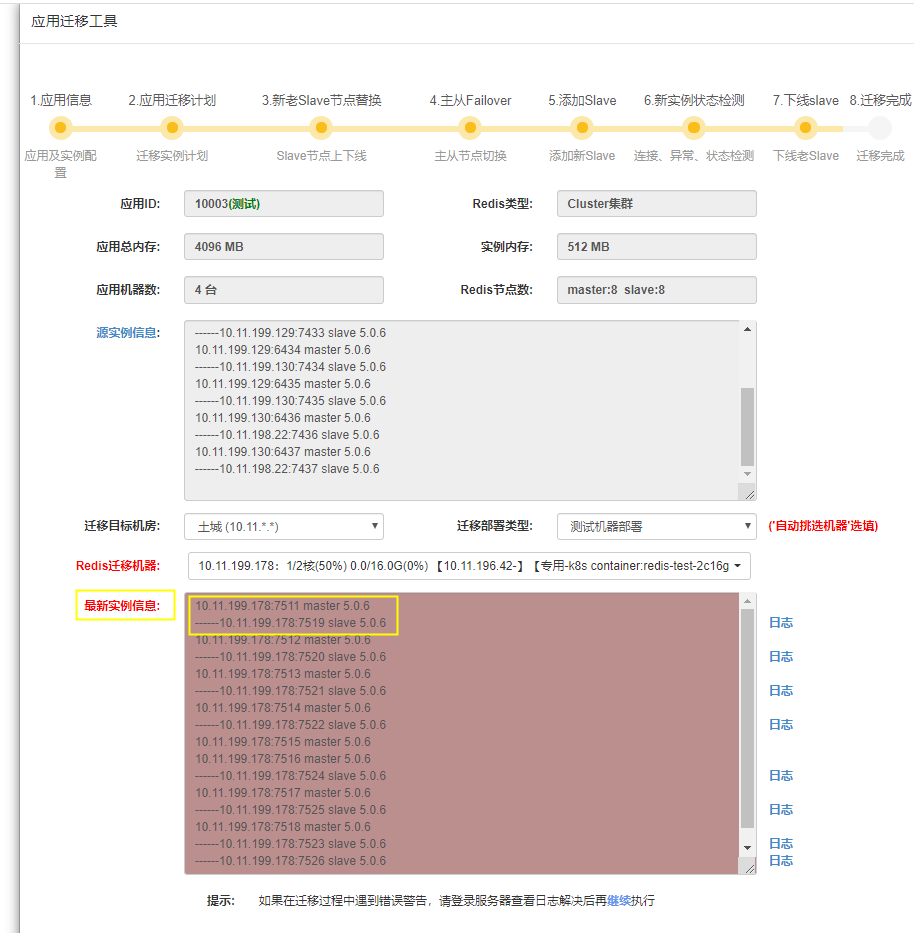 应用迁移工具
1.应用信息 2.应用迁移计划 3.新老Slave节点替换 4.主从Failover 5.添加Slave 6.新实例状态检测 7.下线slave 8.迁移完成
应用及实例配置 迁移实例计划 Slave节点上下线 主从节点切换 添加新Slave 连接、异常、状态检测 下线老Slave 迁移完成
应用ID: 10003(测试) Redis类型: Cluster集群
应用总内存: 4096 MB 实例内存: 512 MB
应用机器数: 4 台 Redis节点数: master:8 slave:8
源实例信息: ------10.11.199.129:7433 slave 5.0.6
10.11.199.129:6434 master 5.0.6
------10.11.199.130:7434 slave 5.0.6
10.11.199.129:6435 master 5.0.6
------10.11.199.130:7435 slave 5.0.6
10.11.199.130:6436 master 5.0.6
------10.11.198.22:7436 slave 5.0.6
10.11.199.130:6437 master 5.0.6
------10.11.198.22:7437 slave 5.0.6
迁移目标机房: 土城 (10.11.*.*) 迁移部署类型: 测试机器部署 ('自动挑选机器'选填)
Redis迁移机器: 10.11.199.178：1/2核(50%) 0.0/16.0G(0%) 【10.11.196.42-】【专用-k8s container:redis-test-2c16g
最新实例信息: 10.11.199.178:7511 master 5.0.6
------10.11.199.178:7519 slave 5.0.6 日志
10.11.199.178:7512 master 5.0.6
------10.11.199.178:7520 slave 5.0.6 日志
10.11.199.178:7513 master 5.0.6
------10.11.199.178:7521 slave 5.0.6 日志
10.11.199.178:7514 master 5.0.6
------10.11.199.178:7522 slave 5.0.6 日志
10.11.199.178:7515 master 5.0.6
10.11.199.178:7516 master 5.0.6
------10.11.199.178:7524 slave 5.0.6 日志
10.11.199.178:7517 master 5.0.6
------10.11.199.178:7525 slave 5.0.6 日志
10.11.199.178:7518 master 5.0.6
------10.11.199.178:7523 slave 5.0.6 日志
------10.11.199.178:7526 slave 5.0.6 日志
提示: 如果在迁移过程中遇到错误警告，请登录服务器查看日志解决后再继续执行